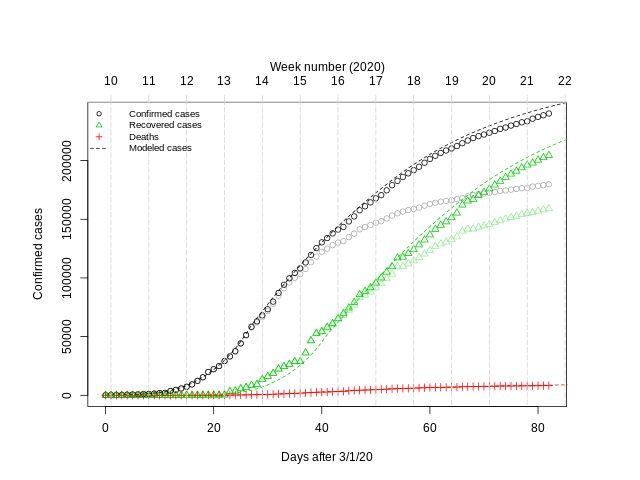 Week number (2020)
10 11 12 13 14 15 16 17 18 19 20 21 22
Confirmed cases
Recovered cases
Deaths
Modeled cases
Confirmed cases
200000
150000
100000
50000
0
0 20 40 60 80
Days after 3/1/20